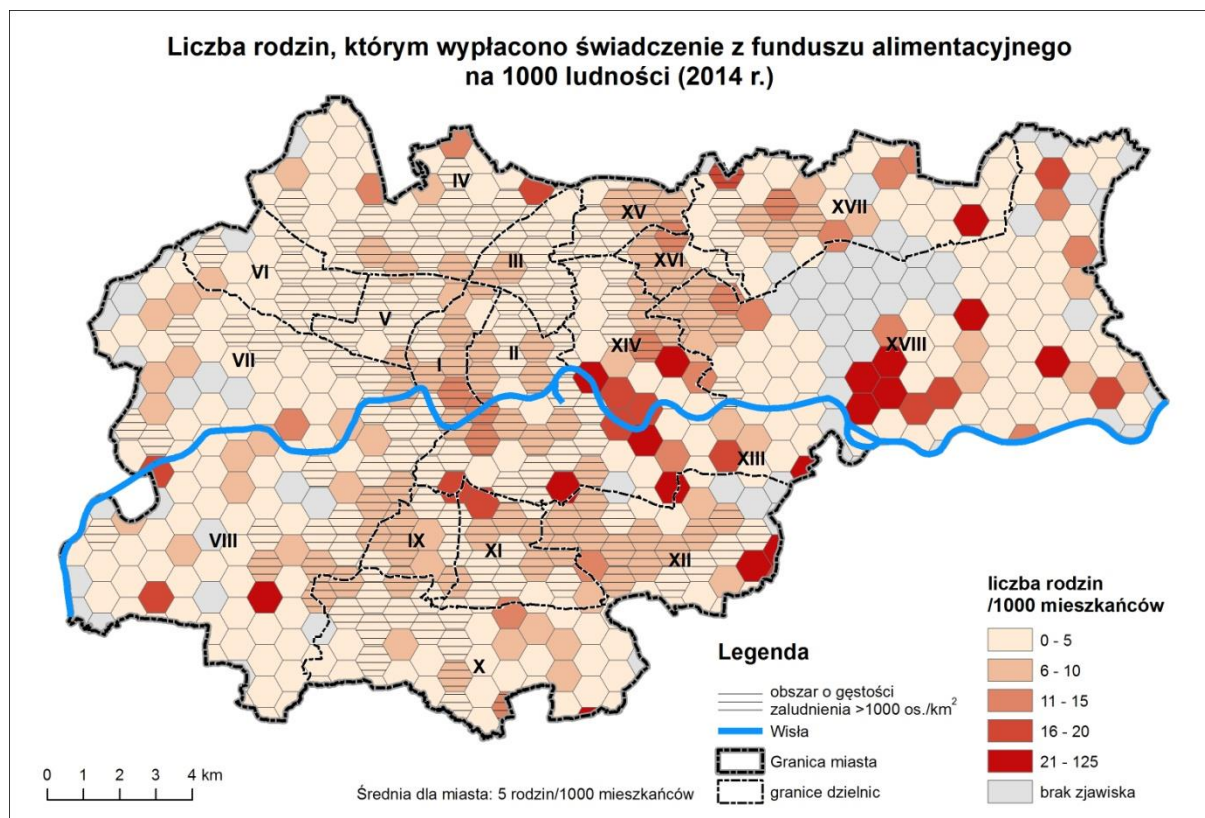 Liczba rodzin, którym wypłacono świadczenie z funduszu alimentacyjnego
na 1000 ludności (2014 r.)
IV
XV
XVII
III
XVI
VI
V
VII
I
II
XIV
XVIII
XIII
VIII
IX
XI
XII
X
Legenda
obszar o gęstości
zaludnienia >1000 os./km²
Wisła
Granica miasta
granice dzielnic
liczba rodzin
/1000 mieszkańców
0 - 5
6 - 10
11 - 15
16 - 20
21 - 125
brak zjawiska
0 1 2 3 4 km
Średnia dla miasta: 5 rodzin/1000 mieszkańców